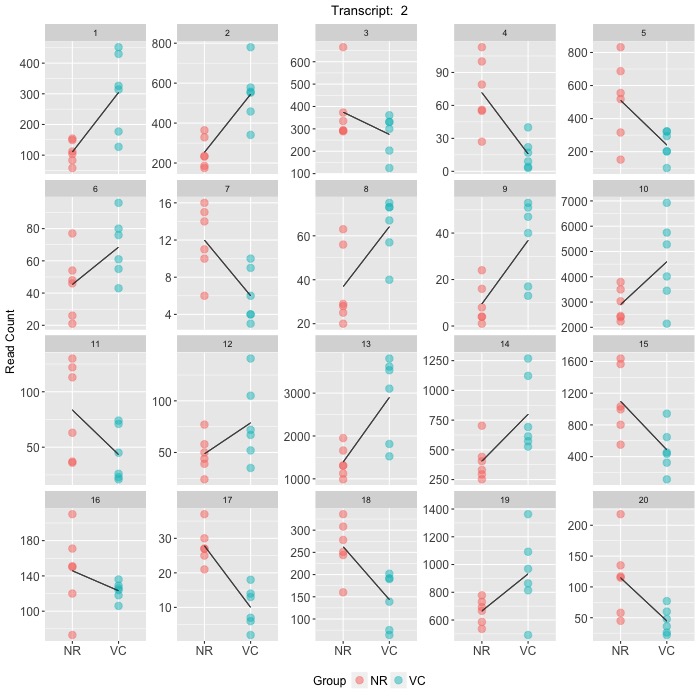 Transcript: 2
1 2 3 4 5
400 300 200 100
800 600 400 200
600 500 400 300 200 100
90 60 30 0
800 600 400 200
6 7 8 9 10
80 60 40 20
16 12 8 4
60 40 20
40 20 0
7000 6000 5000 4000 3000 2000
Read Count
11 12 13 14 15
100 50
100 50
3000 2000 1000
1250 1000 750 500 250
1600 1200 800 400
16 17 18 19 20
180 140 100
30 20 10
300 250 200 150 100
1400 1200 1000 800 600
200 150 100 50
NR VC NR VC NR VC NR VC NR VC
Group NR VC